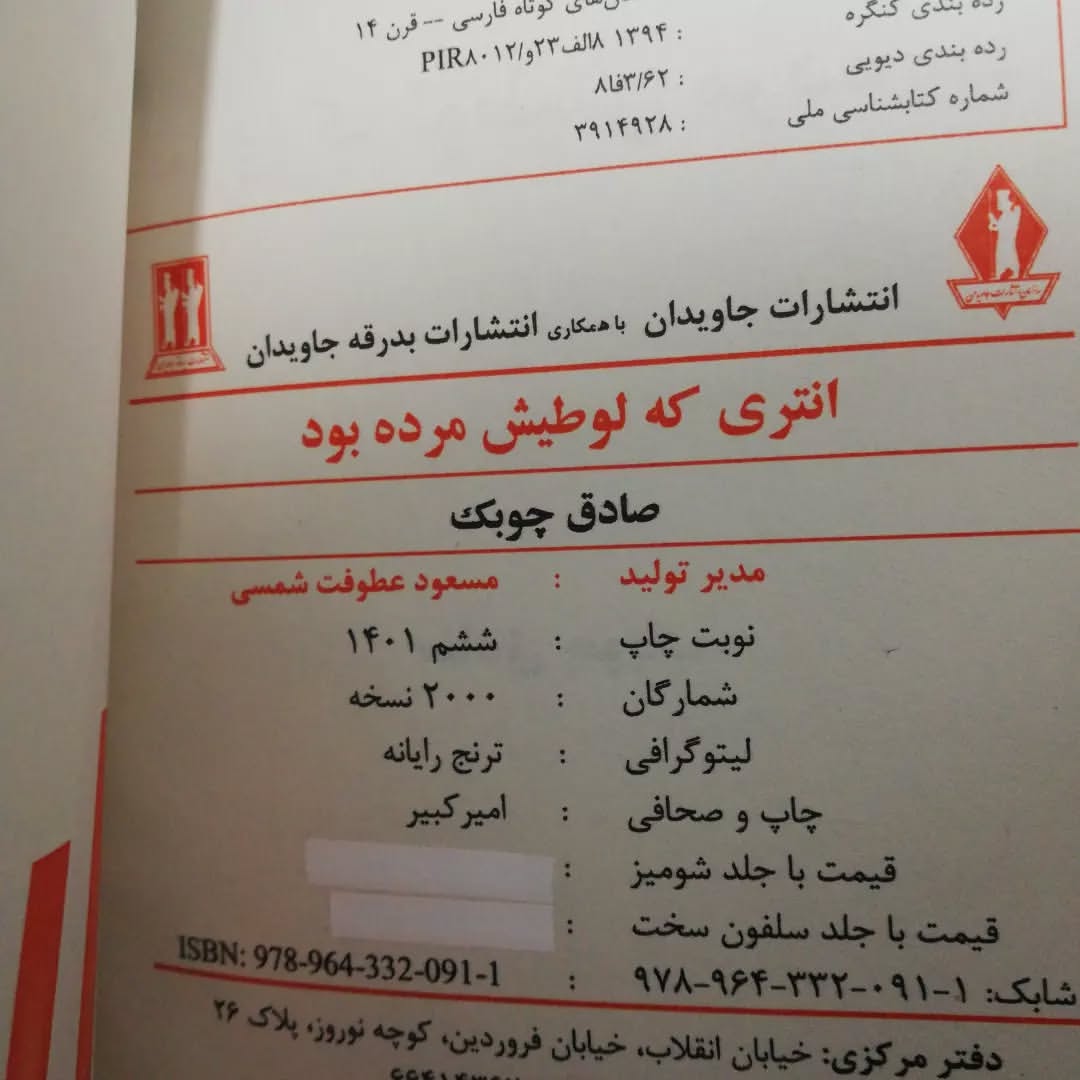 کوتاه فارسی -- قرن ۱۴
رده بندی کنگره : ۱۳۹۴ ۸الف۲۳و/PIR۸۰۱۲
رده بندی دیویی : ۸فا۳/۶۲
شماره کتابشناسی ملی : ۳۹۱۴۹۲۸
انتشارات جاویدان با همکاری انتشارات بدرقه جاویدان
انتری که لوطیش مرده بود
صادق چوبک
مدیر تولید : مسعود عطوفت شمسی
نوبت چاپ : ششم ۱۴۰۱
شمارگان : ۲۰۰۰ نسخه
لیتوگرافی : ترنج رایانه
چاپ و صحافی : امیرکبیر
قیمت با جلد شومیز :
قیمت با جلد سلفون سخت :
شابک: ۱-۰۹۱-۳۳۲-۹۶۴-۹۷۸ : ISBN: 978-964-332-091-1
دفتر مرکزی: خیابان انقلاب، خیابان فروردین، کوچه نوروز، پلاک ۲۶